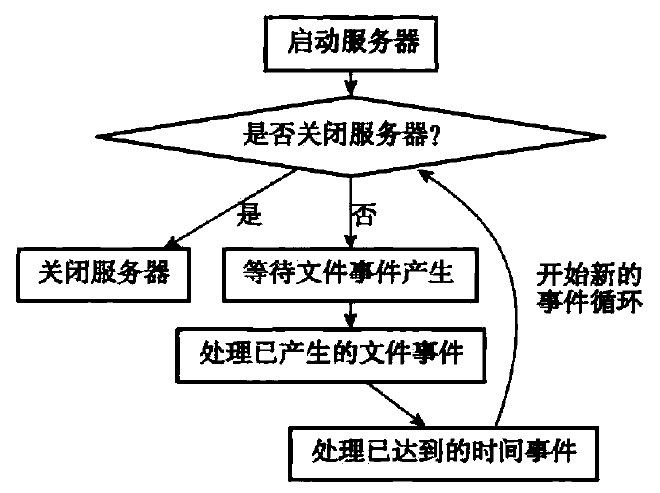 启动服务器
是否关闭服务器?
是
否
关闭服务器
等待文件事件产生
开始新的
事件循环
处理已产生的文件事件
处理已达到的时间事件